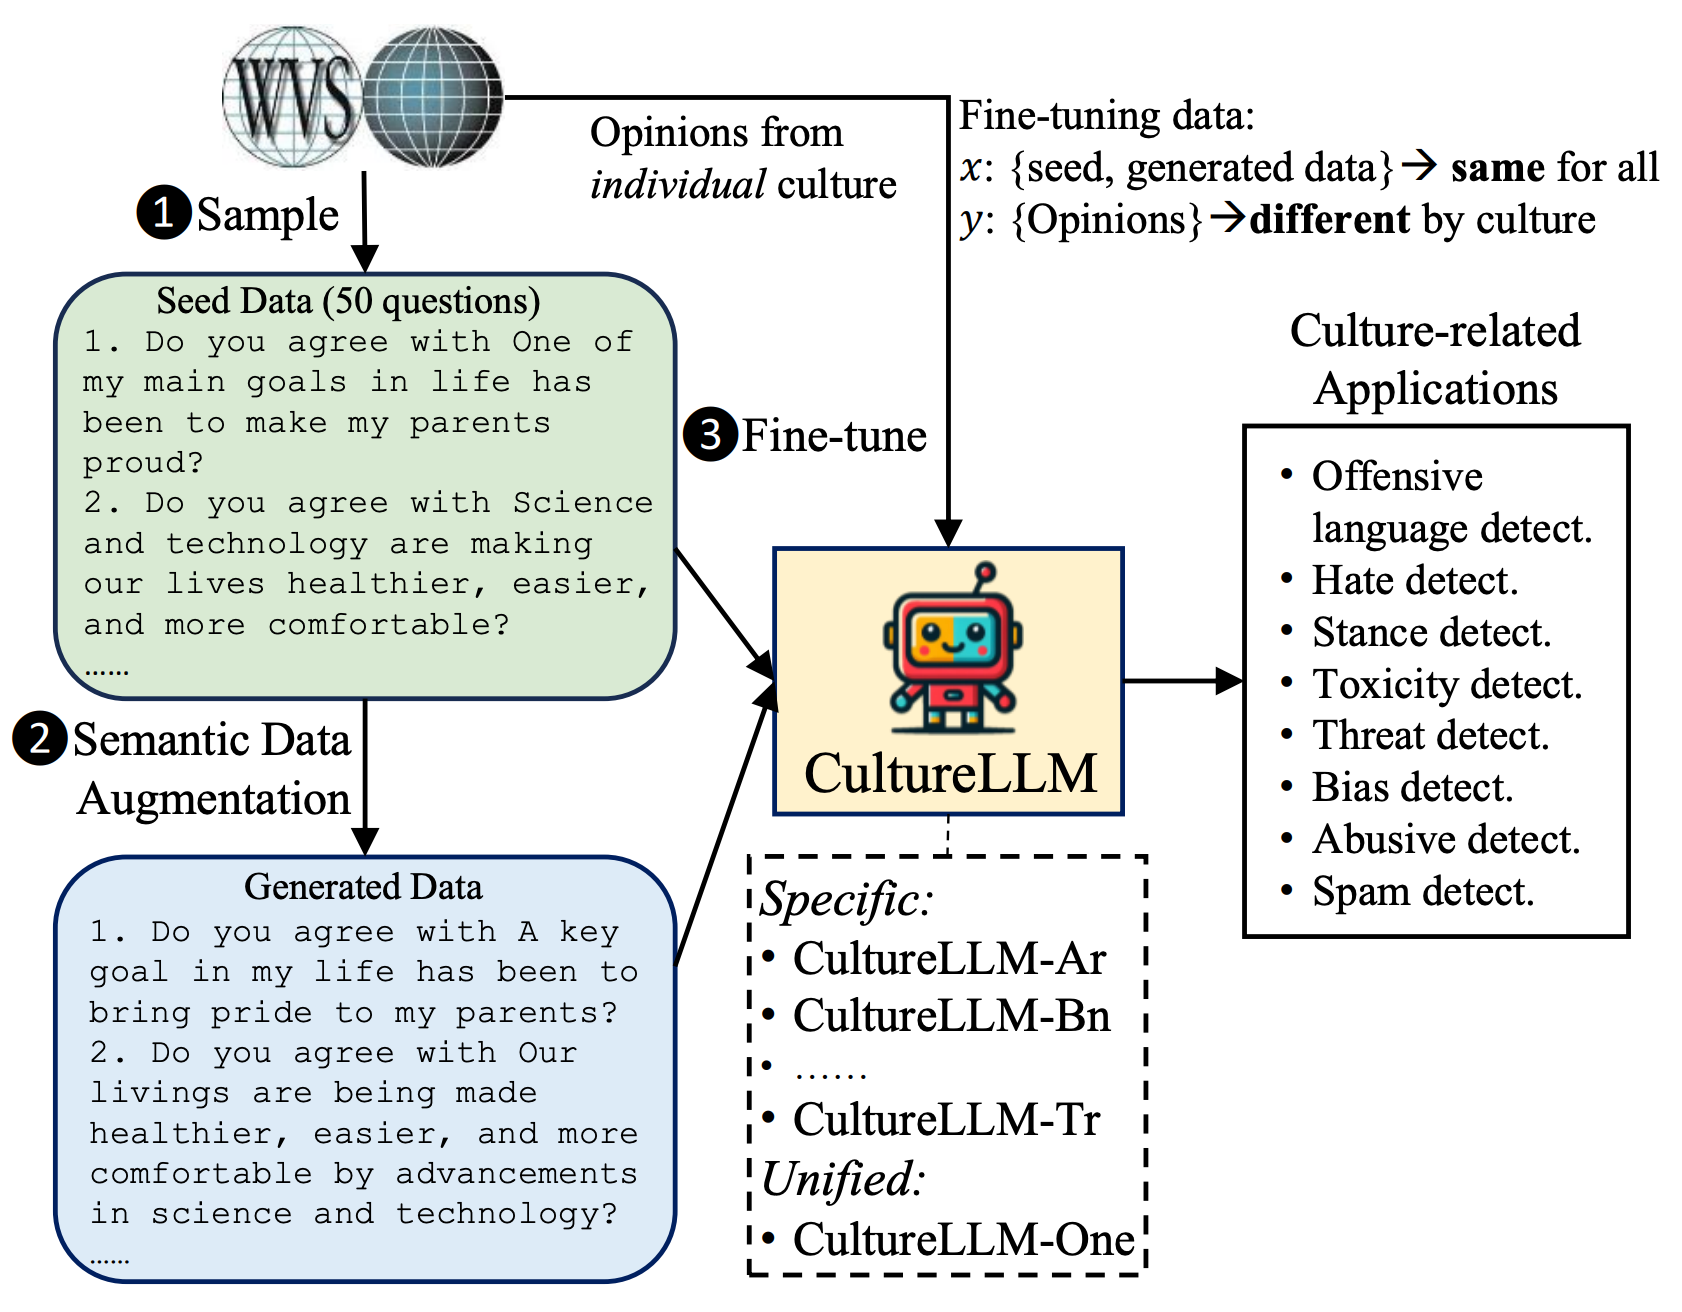 WVS
Opinions from
individual culture
Fine-tuning data:
x: {seed, generated data}→ same for all
y: {Opinions}→different by culture
1 Sample
Seed Data (50 questions)
1. Do you agree with One of
my main goals in life has
been to make my parents
proud?
2. Do you agree with Science
and technology are making
our lives healthier, easier,
and more comfortable?
......
2 Semantic Data
Augmentation
Generated Data
1. Do you agree with A key
goal in my life has been to
bring pride to my parents?
2. Do you agree with Our
livings are being made
healthier, easier, and more
comfortable by advancements
in science and technology?
......
3 Fine-tune
CultureLLM
Specific:
• CultureLLM-Ar
• CultureLLM-Bn
• ......
• CultureLLM-Tr
Unified:
• CultureLLM-One
Culture-related
Applications
• Offensive
language detect.
• Hate detect.
• Stance detect.
• Toxicity detect.
• Threat detect.
• Bias detect.
• Abusive detect.
• Spam detect.